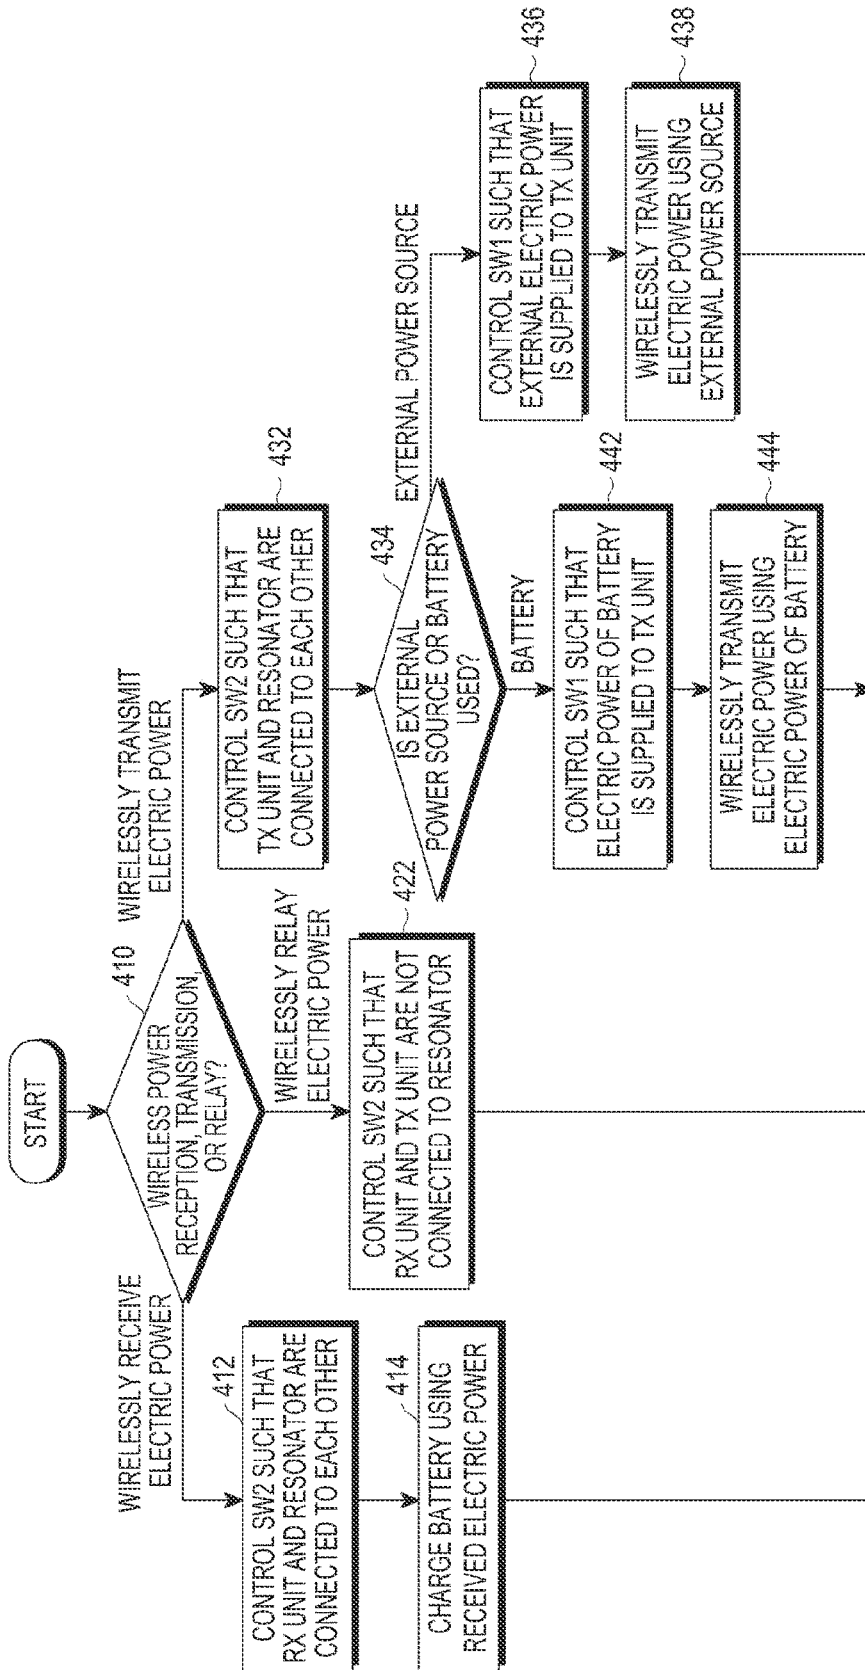 START
410
WIRELESS POWER
RECEPTION, TRANSMISSION,
OR RELAY?
WIRELESSLY RECEIVE
ELECTRIC POWER
412
CONTROL SW2 SUCH THAT
RX UNIT AND RESONATOR ARE
CONNECTED TO EACH OTHER
414
CHARGE BATTERY USING
RECEIVED ELECTRIC POWER
WIRELESSLY RELAY
ELECTRIC POWER
422
CONTROL SW2 SUCH THAT
RX UNIT AND TX UNIT ARE NOT
CONNECTED TO RESONATOR
WIRELESSLY TRANSMIT
ELECTRIC POWER
432
CONTROL SW2 SUCH THAT
TX UNIT AND RESONATOR ARE
CONNECTED TO EACH OTHER
434
IS EXTERNAL
POWER SOURCE OR BATTERY
USED?
BATTERY
442
CONTROL SW1 SUCH THAT
ELECTRIC POWER OF BATTERY
IS SUPPLIED TO TX UNIT
444
WIRELESSLY TRANSMIT
ELECTRIC POWER USING
ELECTRIC POWER OF BATTERY
EXTERNAL POWER SOURCE
436
CONTROL SW1 SUCH THAT
EXTERNAL ELECTRIC POWER
IS SUPPLIED TO TX UNIT
438
WIRELESSLY TRANSMIT
ELECTRIC POWER USING
EXTERNAL POWER SOURCE